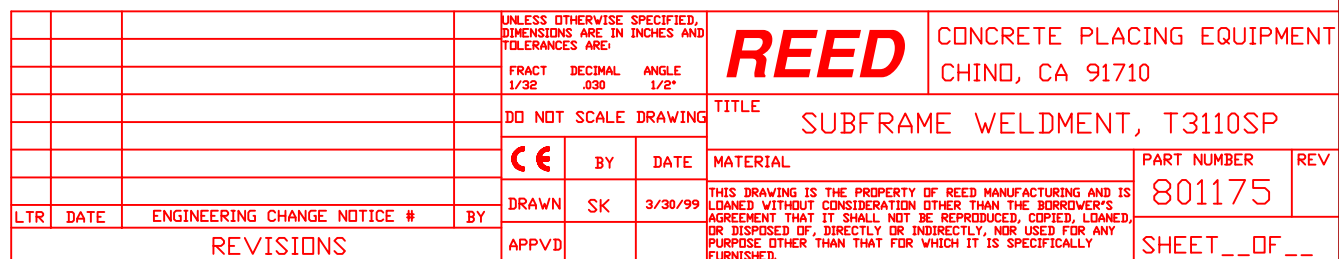 LTR DATE ENGINEERING CHANGE NOTICE # BY
REVISIONS
UNLESS OTHERWISE SPECIFIED,
DIMENSIONS ARE IN INCHES AND
TOLERANCES ARE:
FRACT DECIMAL ANGLE
1/32 .030 1/2°
DO NOT SCALE DRAWING
CE BY DATE
DRAWN SK 3/30/99
APPVD
REED
CONCRETE PLACING EQUIPMENT
CHINO, CA 91710
TITLE
SUBFRAME WELDMENT, T3110SP
MATERIAL
THIS DRAWING IS THE PROPERTY OF REED MANUFACTURING AND IS
LOANED WITHOUT CONSIDERATION OTHER THAN THE BORROWER'S
AGREEMENT THAT IT SHALL NOT BE REPRODUCED, COPIED, LOANED,
OR DISPOSED OF, DIRECTLY OR INDIRECTLY, NOR USED FOR ANY
PURPOSE OTHER THAN THAT FOR WHICH IT IS SPECIFICALLY
FURNISHED.
PART NUMBER
801175
REV
SHEET__OF__